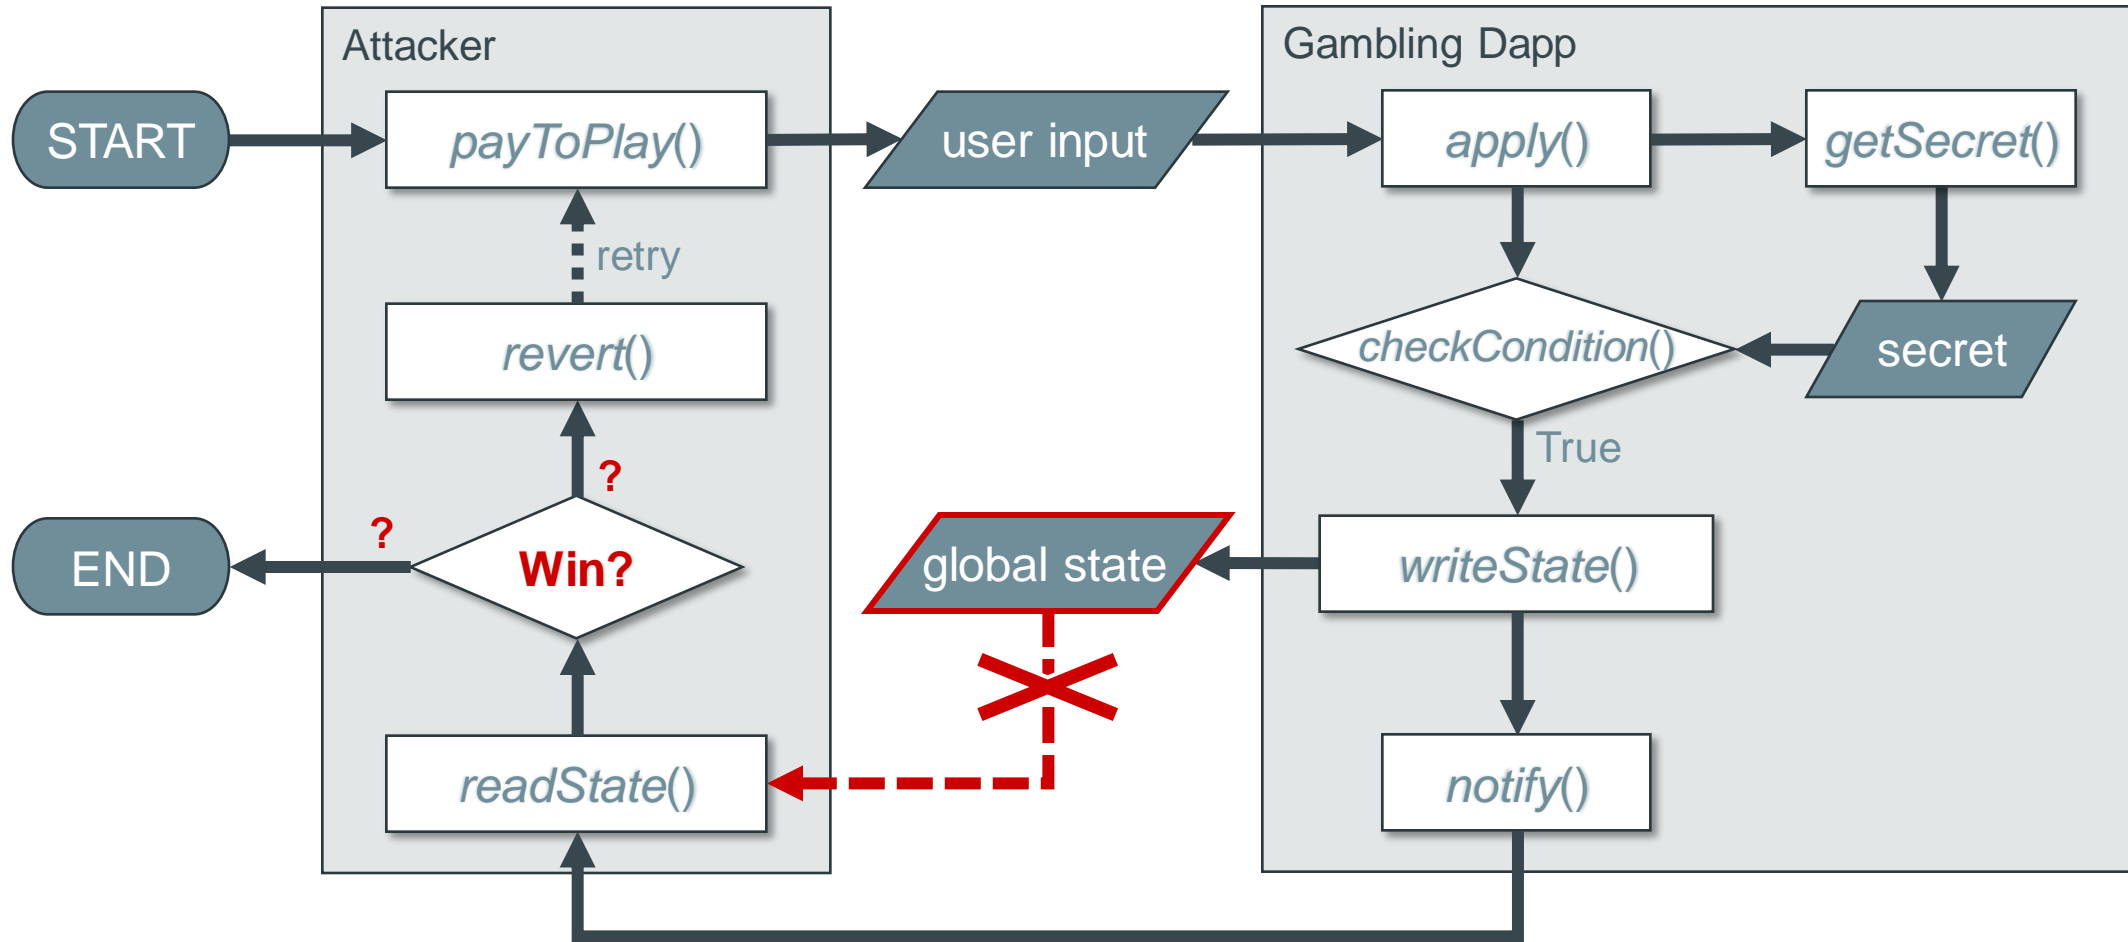 Attacker
Gambling Dapp
START
payToPlay()
user input
apply()
getSecret()
retry
revert()
checkCondition()
secret
True
?
?
END
Win?
global state
writeState()
readState()
notify()